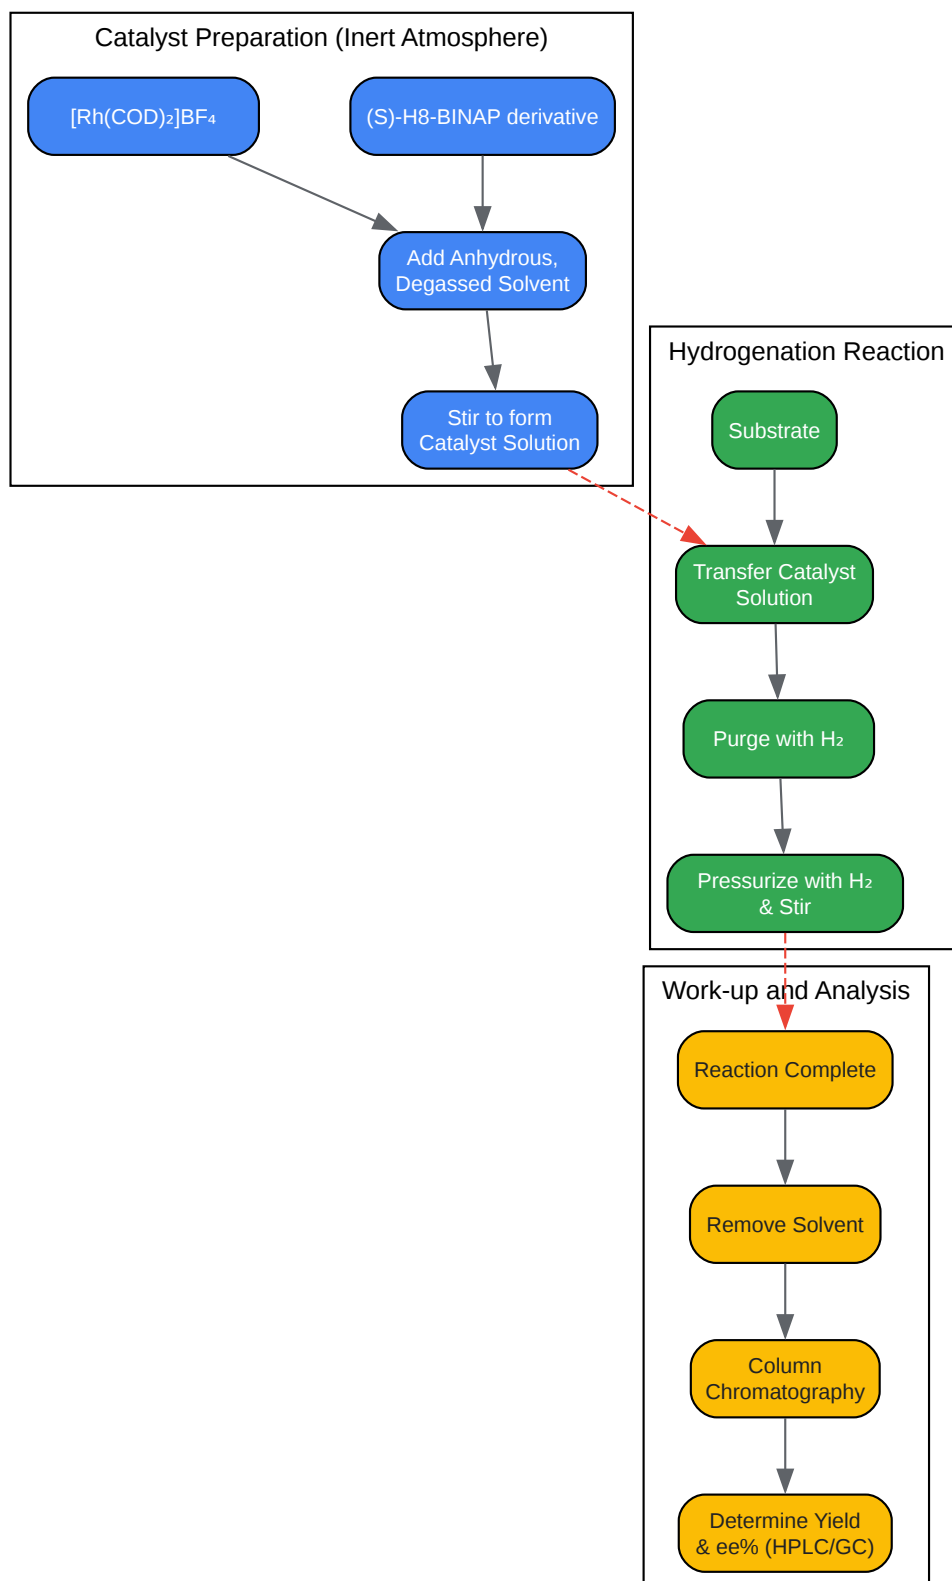 Catalyst Preparation (Inert Atmosphere)
[Rh(COD)₂]BF₄
(S)-H8-BINAP derivative
Add Anhydrous,
Degassed Solvent
Stir to form
Catalyst Solution
Hydrogenation Reaction
Substrate
Transfer Catalyst
Solution
Purge with H₂
Pressurize with H₂
& Stir
Work-up and Analysis
Reaction Complete
Remove Solvent
Column
Chromatography
Determine Yield
& ee% (HPLC/GC)